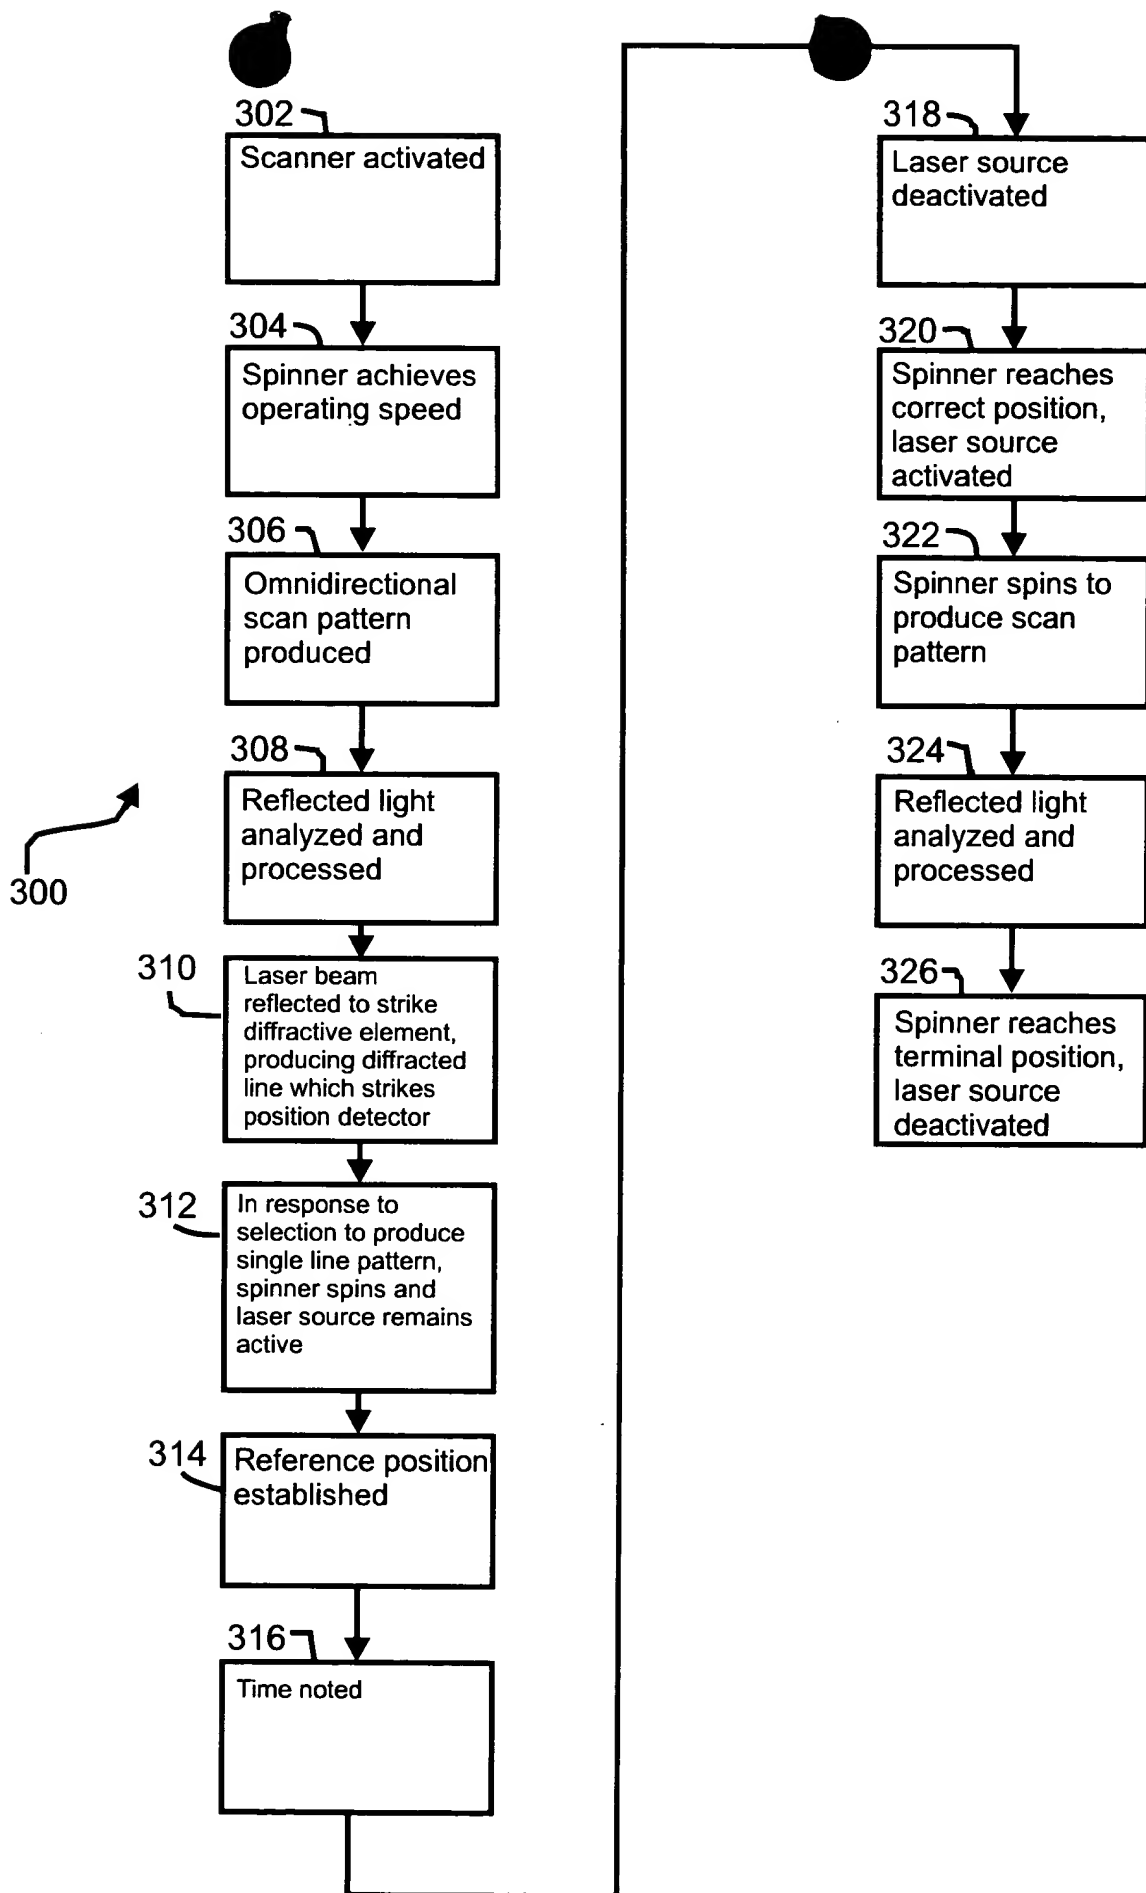 302
Scanner activated
304
Spinner achieves
operating speed
306
Omnidirectional
scan pattern
produced
308
Reflected light
analyzed and
processed
300
310
Laser beam
reflected to strike
diffractive element,
producing diffracted
line which strikes
position detector
312
In response to
selection to produce
single line pattern,
spinner spins and
laser source remains
active
314
Reference position
established
316
Time noted
318
Laser source
deactivated
320
Spinner reaches
correct position,
laser source
activated
322
Spinner spins to
produce scan
pattern
324
Reflected light
analyzed and
processed
326
Spinner reaches
terminal position,
laser source
deactivated